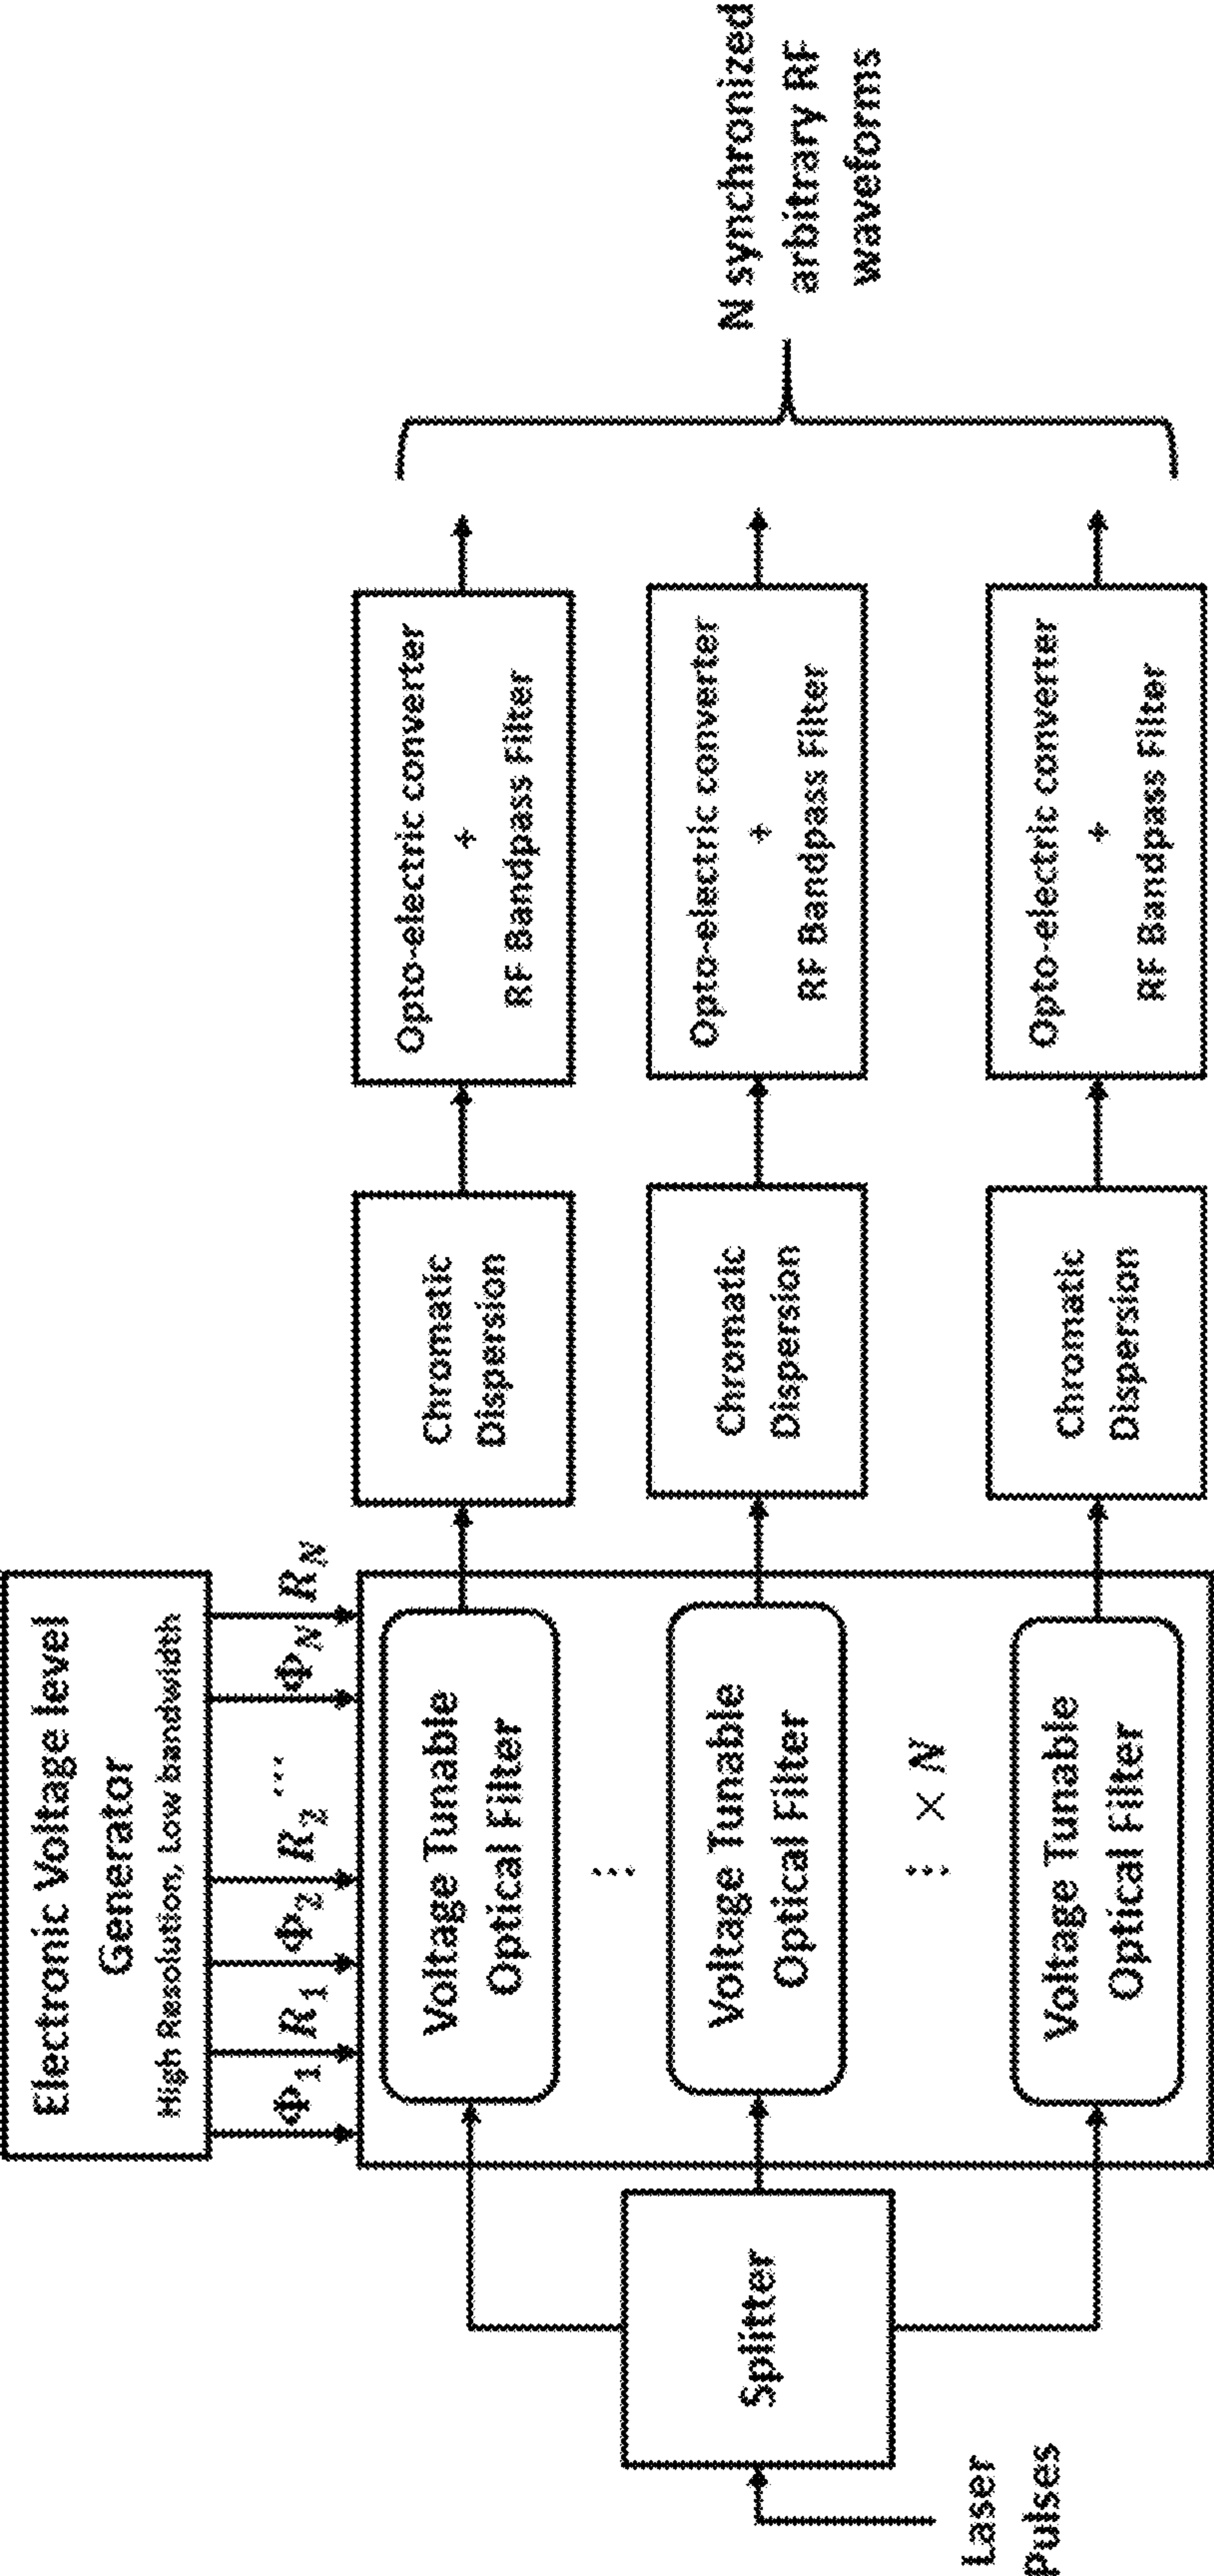 Electronic Voltage level
Generator
High Resolution, Low bandwidth
Φ1 R1 Φ2 R2 ... ΦN RN
Laser
Pulses
Splitter
Voltage Tunable
Optical Filter
⋮
Voltage Tunable
Optical Filter
⋮ × N
Voltage Tunable
Optical Filter
Chromatic
Dispersion
Chromatic
Dispersion
Chromatic
Dispersion
Opto-electric converter
+
RF Bandpass Filter
Opto-electric converter
+
RF Bandpass Filter
Opto-electric converter
+
RF Bandpass Filter
N synchronized
arbitrary RF
waveforms